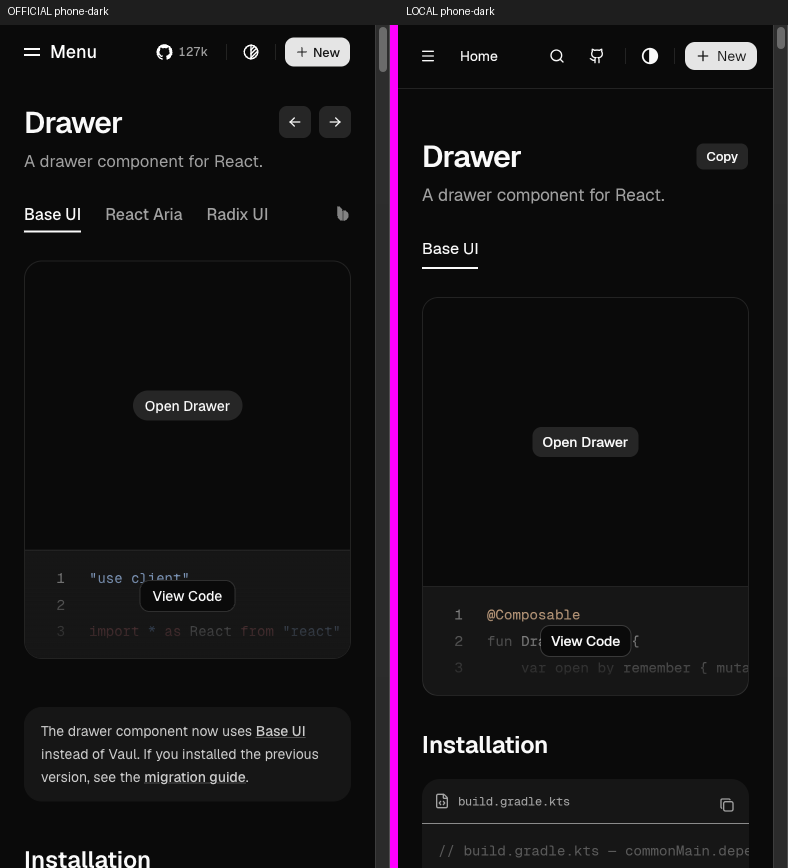 OFFICIAL phone-dark
Menu
127k
New
Drawer
A drawer component for React.
Base UI
React Aria
Radix UI
Open Drawer
1 "use client"
2
3 import * as React from "react"
View Code
The drawer component now uses Base UI
instead of Vaul. If you installed the previous
version, see the migration guide.
Installation
LOCAL phone-dark
Home
New
Drawer
Copy
A drawer component for React.
Base UI
Open Drawer
1 @Composable
2 fun Dra {
3 var open by remember { muta
View Code
Installation
build.gradle.kts
// build.gradle.kts — commonMain.depe